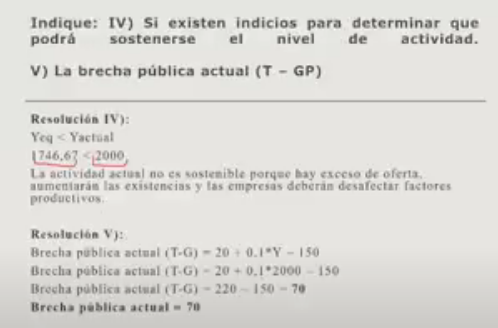 Indique: IV) Si existen indicios para determinar que
podrá sostenerse el nivel de actividad.
V) La brecha pública actual (T – GP)
Resolución IV):
Yeq < Yactual
1746,67 < 2000,
La actividad actual no es sostenible porque hay exceso de oferta,
aumentarán las existencias y las empresas deberán desafectar factores
productivos.
Resolución V):
Brecha pública actual (T-G) = 20 + 0.1*Y – 150
Brecha pública actual (T-G) = 20 + 0.1*2000 – 150
Brecha pública actual (T-G) = 220 – 150 = 70
Brecha pública actual = 70